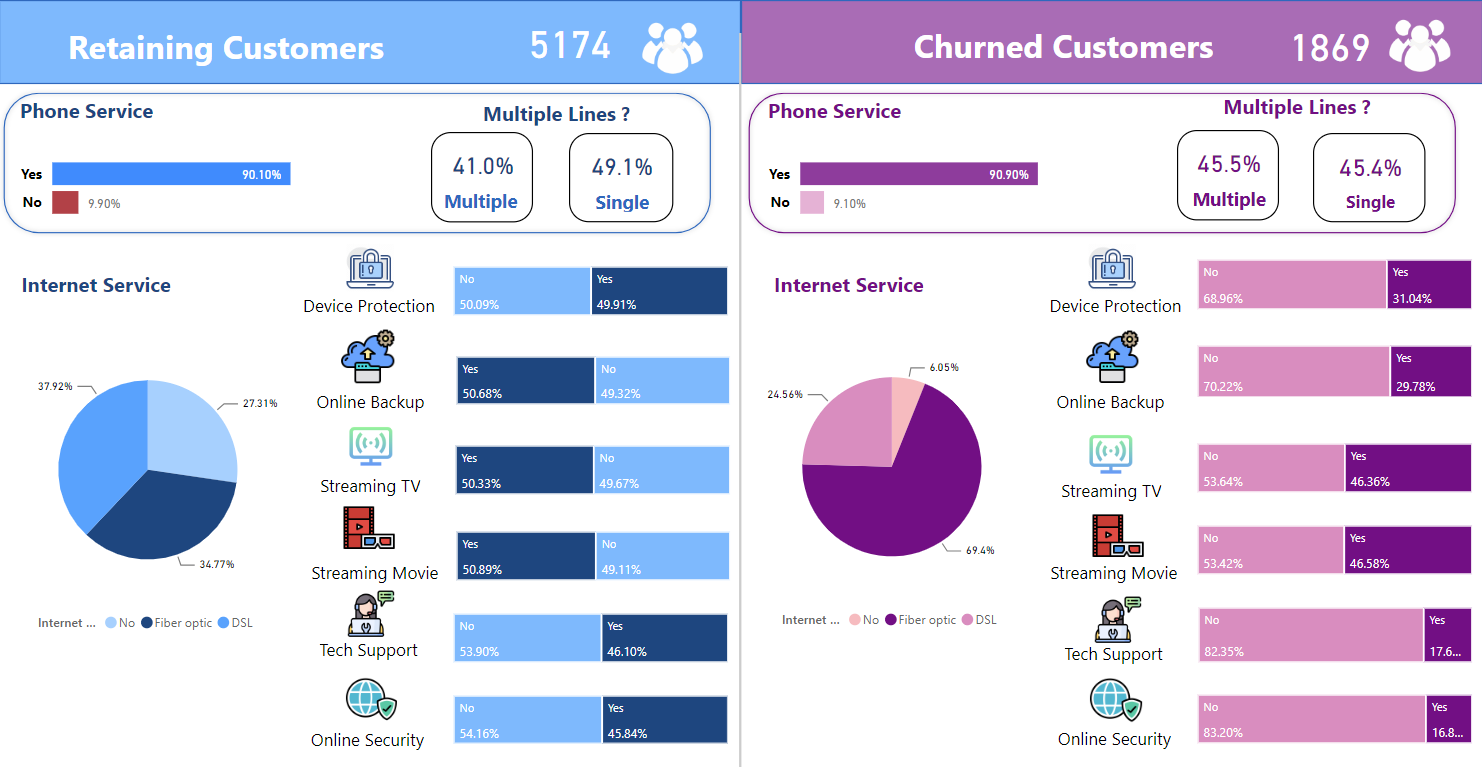 Retaining Customers
5174
Phone Service
Multiple Lines ?
Yes
90.10%
No
9.90%
41.0%
Multiple
49.1%
Single
Internet Service
37.92%
27.31%
34.77%
Internet ... No Fiber optic DSL
Device Protection
No
50.09%
Yes
49.91%
Online Backup
Yes
50.68%
No
49.32%
Streaming TV
Yes
50.33%
No
49.67%
Streaming Movie
Yes
50.89%
No
49.11%
Tech Support
No
53.90%
Yes
46.10%
Online Security
No
54.16%
Yes
45.84%
Churned Customers
1869
Phone Service
Multiple Lines ?
Yes
90.90%
No
9.10%
45.5%
Multiple
45.4%
Single
Internet Service
24.56%
6.05%
69.4%
Internet ... No Fiber optic DSL
Device Protection
No
68.96%
Yes
31.04%
Online Backup
No
70.22%
Yes
29.78%
Streaming TV
No
53.64%
Yes
46.36%
Streaming Movie
No
53.42%
Yes
46.58%
Tech Support
No
82.35%
Yes
17.6...
Online Security
No
83.20%
Yes
16.8...